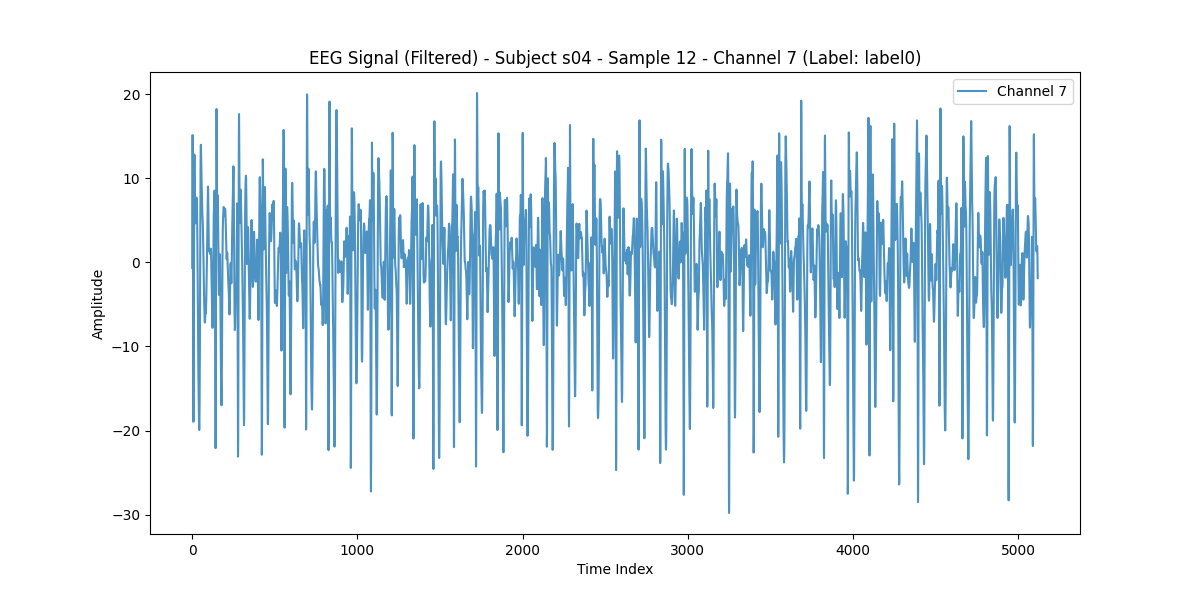 EEG Signal (Filtered) - Subject s04 - Sample 12 - Channel 7 (Label: label0)
Channel 7
20
10
0
−10
−20
−30
Amplitude
0 1000 2000 3000 4000 5000
Time Index